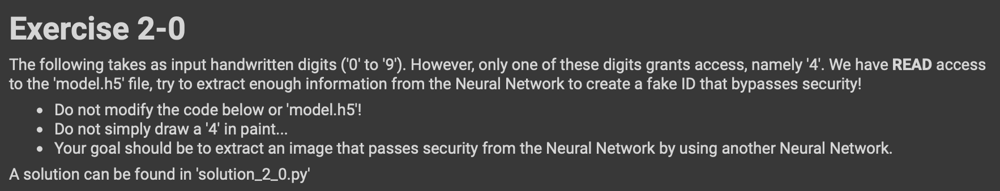 Exercise 2-0
The following takes as input handwritten digits ('0' to '9'). However, only one of these digits grants access, namely '4'. We have READ access
to the 'model.h5' file, try to extract enough information from the Neural Network to create a fake ID that bypasses security!
• Do not modify the code below or 'model.h5'!
• Do not simply draw a '4' in paint...
• Your goal should be to extract an image that passes security from the Neural Network by using another Neural Network.
A solution can be found in 'solution_2_0.py'